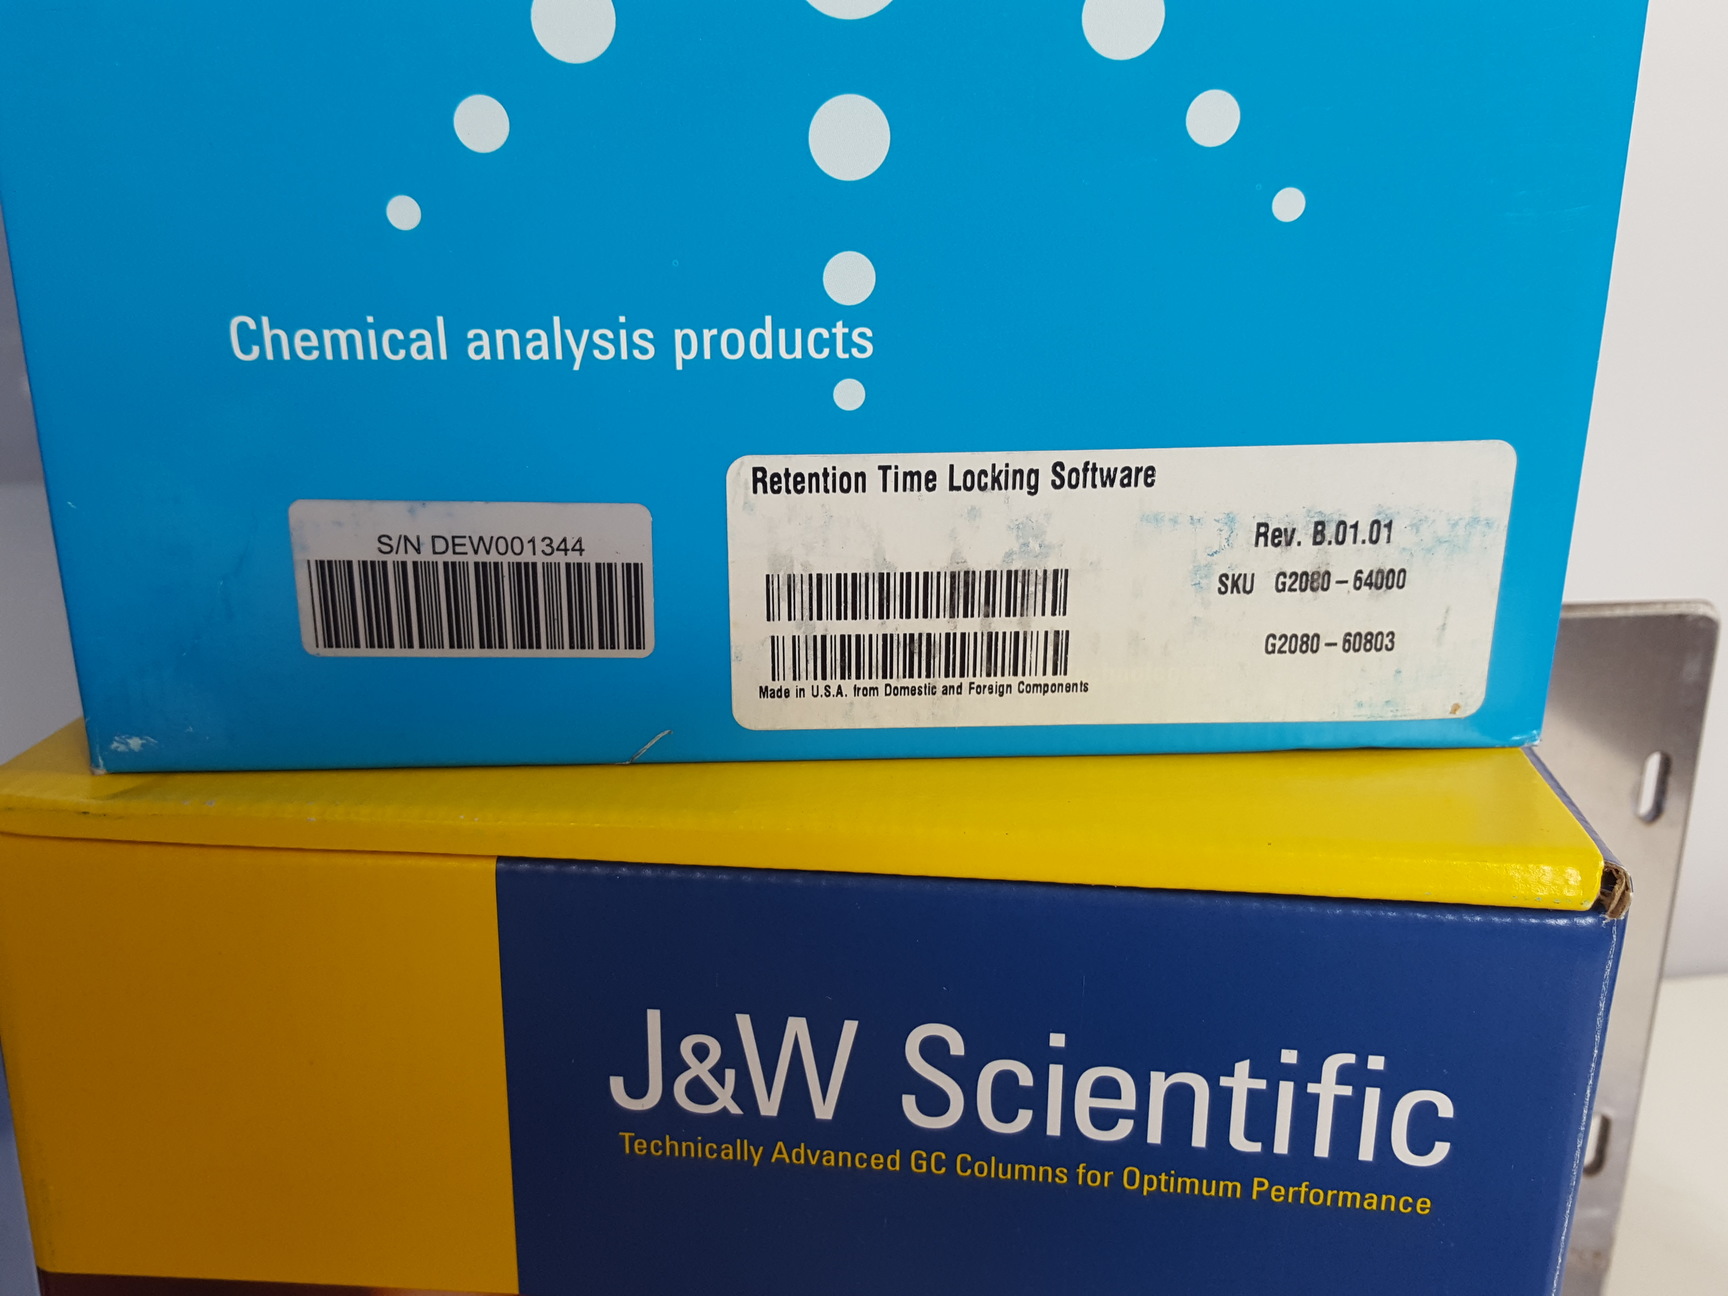 Chemical analysis products
S/N DEW001344
Retention Time Locking Software
Rev. B.01.01
SKU G2080-64000
G2080-60803
Made in U.S.A. from Domestic and Foreign Components
J&W Scientific
Technically Advanced GC Columns for Optimum Performance